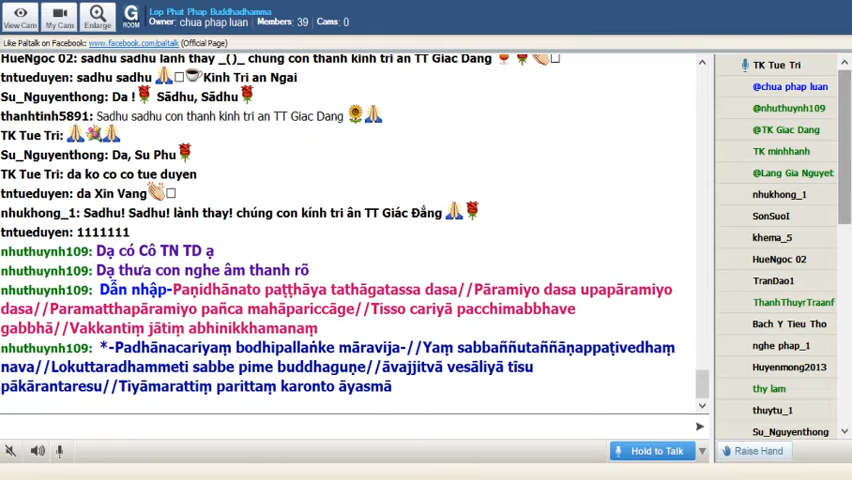 Lop Phat Phap Buddhadhamma
Owner: chua phap luan   Members: 39   Cams: 0
View Cam   My Cam   Enlarge   G ROOM
Like Paltalk on Facebook: www.facebook.com/paltalk (Official Page)
HueNgoc 02: sadhu sadhu lanh thay _()_ chung con thanh kinh tri an TT Giac Dang
tntueduyen: sadhu sadhu Kinh Tri an Ngai
Su_Nguyenthong: Da ! Sādhu, Sādhu
thanhtinh5891: Sadhu sadhu con thanh kinh tri an TT Giac Dang
TK Tue Tri:
Su_Nguyenthong: Da, Su Phu
TK Tue Tri: da ko co co tue duyen
tntueduyen: da Xin Vang
nhukhong_1: Sadhu! Sadhu! lành thay! chúng con kính tri ân TT Giác Đẳng
tntueduyen: 1111111
nhuthuynh109: Dạ có Cô TN TD ạ
nhuthuynh109: Dạ thưa con nghe âm thanh rõ
nhuthuynh109: Dẫn nhập-Paṇidhānato paṭṭhāya tathāgatassa dasa//Pāramiyo dasa upapāramiyo
dasa//Paramatthapāramiyo pañca mahāpariccāge//Tisso cariyā pacchimabbhave
gabbhā//Vakkantiṃ jātiṃ abhinikkhamanaṃ
nhuthuynh109: *-Padhānacariyaṃ bodhipallaṅke māravija-//Yaṃ sabbaññutaññāṇappaṭivedhaṃ
nava//Lokuttaradhammeti sabbe pime buddhaguṇe//āvajjitvā vesāliyā tīsu
pākārantaresu//Tiyāmarattiṃ parittaṃ karonto āyasmā
Hold to Talk
Raise Hand
TK Tue Tri
@chua phap luan
@nhuthuynh109
@TK Giac Dang
TK minhhanh
@Lang Gia Nguyet
nhukhong_1
SonSuoI
khema_5
HueNgoc 02
TranDao1
ThanhThuyrTraanf
Bach Y Tieu Tho
nghe phap_1
Huyenmong2013
thy lam
thuytu_1
Su_Nguyenthong